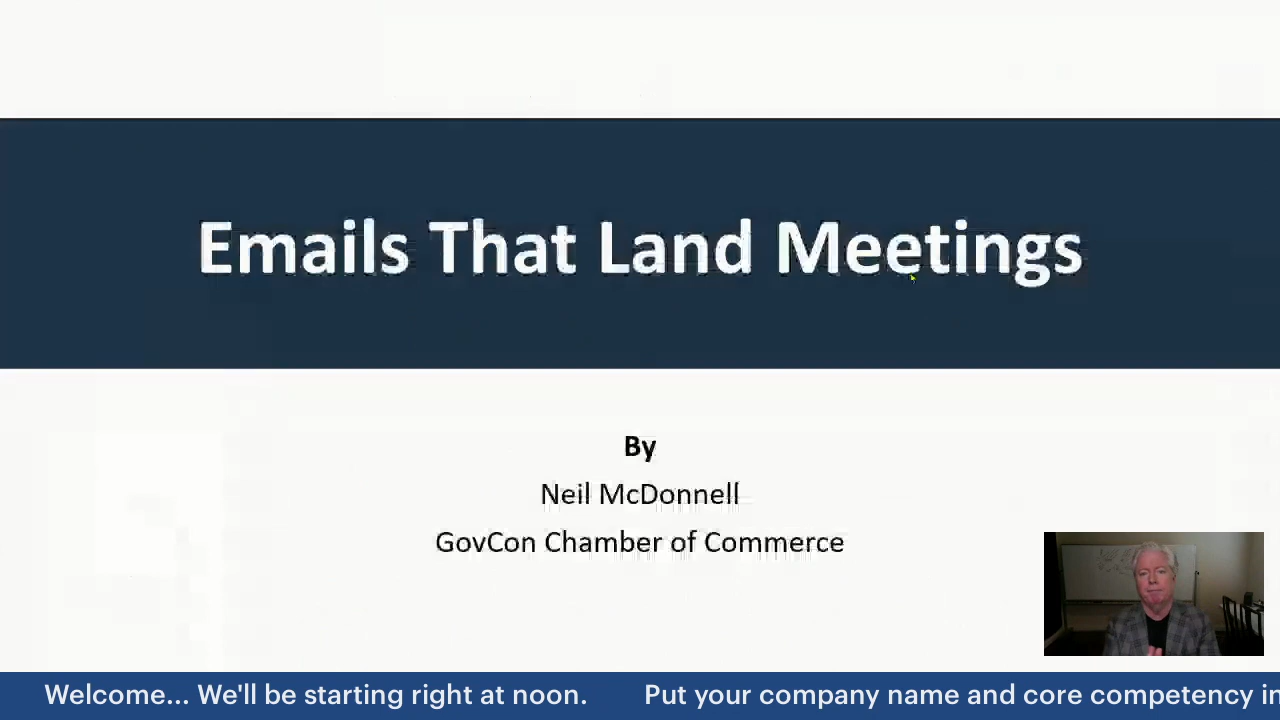 Emails That Land Meetings
By
Neil McDonnell
GovCon Chamber of Commerce
Welcome... We'll be starting right at noon. Put your company name and core competency in